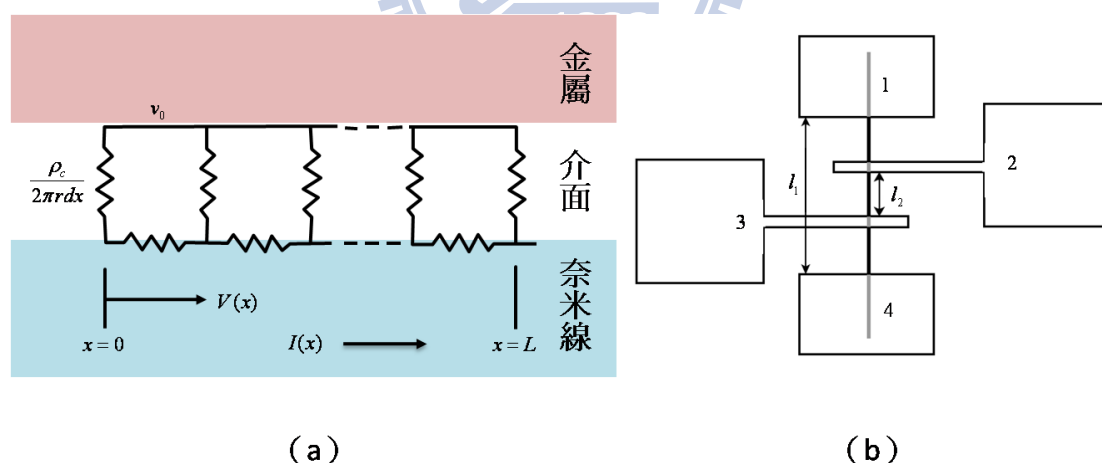 金屬
v₀
ρ_c
2πrdx
介面
V(x)
x = 0
I(x)
x = L
奈米線
1
2
l₁
l₂
3
4
(a)
(b)